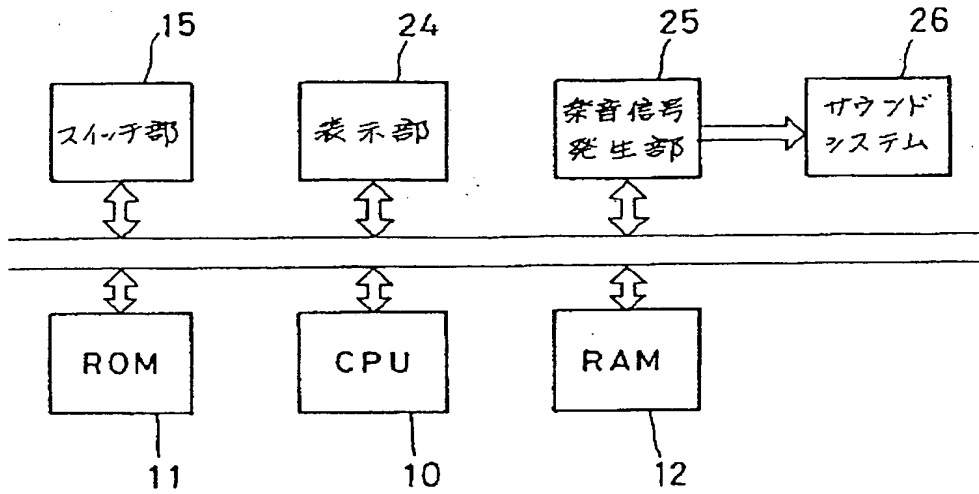 15
24
25
26
スイッチ部
表示部
楽音信号
発生部
サウンド
システム
ROM
CPU
RAM
11
10
12